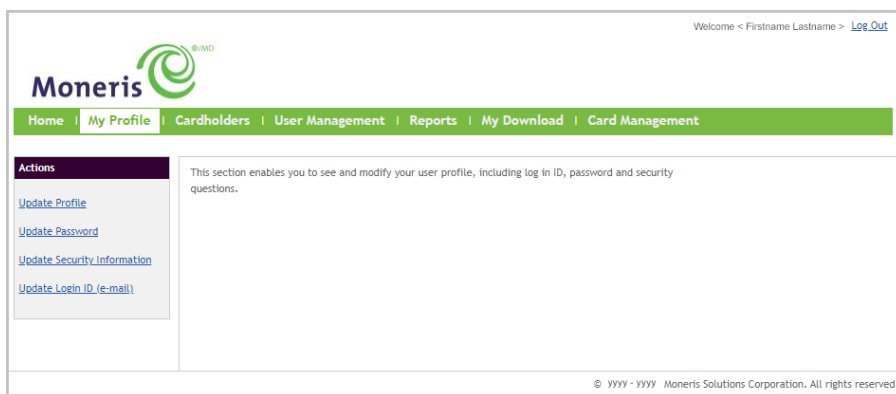 Welcome < Firstname Lastname > Log Out
®/MD
Moneris
Home | My Profile | Cardholders | User Management | Reports | My Download | Card Management
Actions
Update Profile
Update Password
Update Security Information
Update Login ID (e-mail)
This section enables you to see and modify your user profile, including log in ID, password and security
questions.
© yyyy - yyyy Moneris Solutions Corporation. All rights reserved